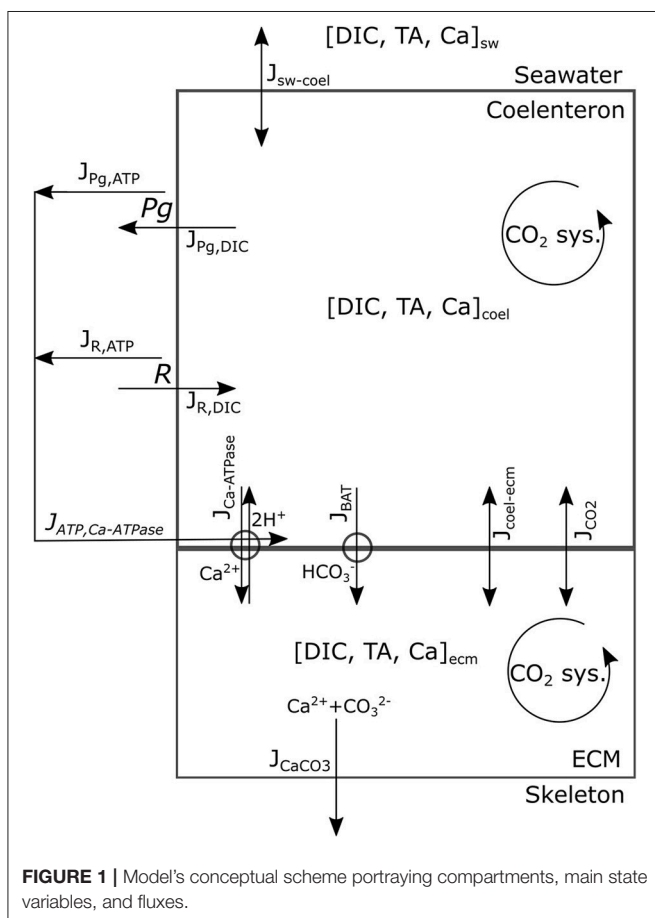 [DIC, TA, Ca]sw
Jsw-coel
Seawater
Coelenteron
JPg,ATP
Pg
JPg,DIC
CO2 sys.
[DIC, TA, Ca]coel
JR,ATP
R
JR,DIC
JCa-ATPase
JBAT
Jcoel-ecm
JCO2
JATP,Ca-ATPase
2H+
Ca2+
HCO3-
[DIC, TA, Ca]ecm
CO2 sys.
Ca2++CO32-
JCaCO3
ECM
Skeleton
FIGURE 1 | Model's conceptual scheme portraying compartments, main state
variables, and fluxes.